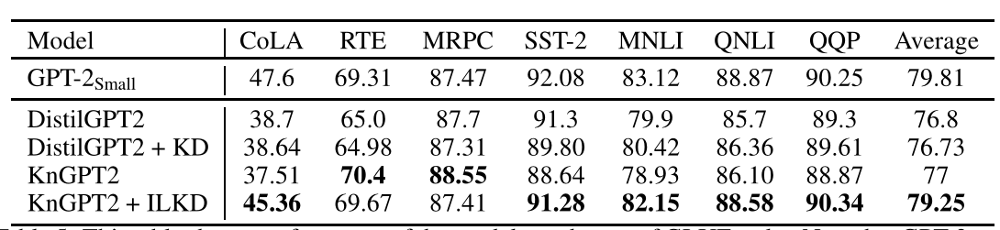 Model CoLA RTE MRPC SST-2 MNLI QNLI QQP Average
GPT-2Small 47.6 69.31 87.47 92.08 83.12 88.87 90.25 79.81
DistilGPT2 38.7 65.0 87.7 91.3 79.9 85.7 89.3 76.8
DistilGPT2 + KD 38.64 64.98 87.31 89.80 80.42 86.36 89.61 76.73
KnGPT2 37.51 70.4 88.55 88.64 78.93 86.10 88.87 77
KnGPT2 + ILKD 45.36 69.67 87.41 91.28 82.15 88.58 90.34 79.25